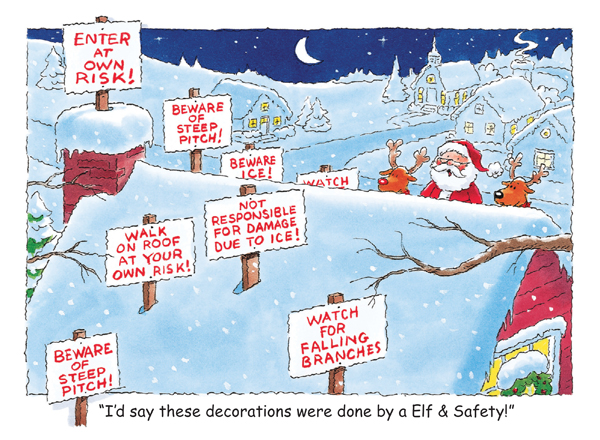 ENTER
AT
OWN
RISK!
BEWARE
OF
STEEP
PITCH!
BEWARE
ICE!
WATCH
NOT
RESPONSIBLE
FOR DAMAGE
DUE TO ICE!
WALK
ON ROOF
AT YOUR
OWN RISK!
WATCH
FOR
FALLING
BRANCHES
BEWARE
OF
STEEP
PITCH!
“I’d say these decorations were done by a Elf & Safety!”